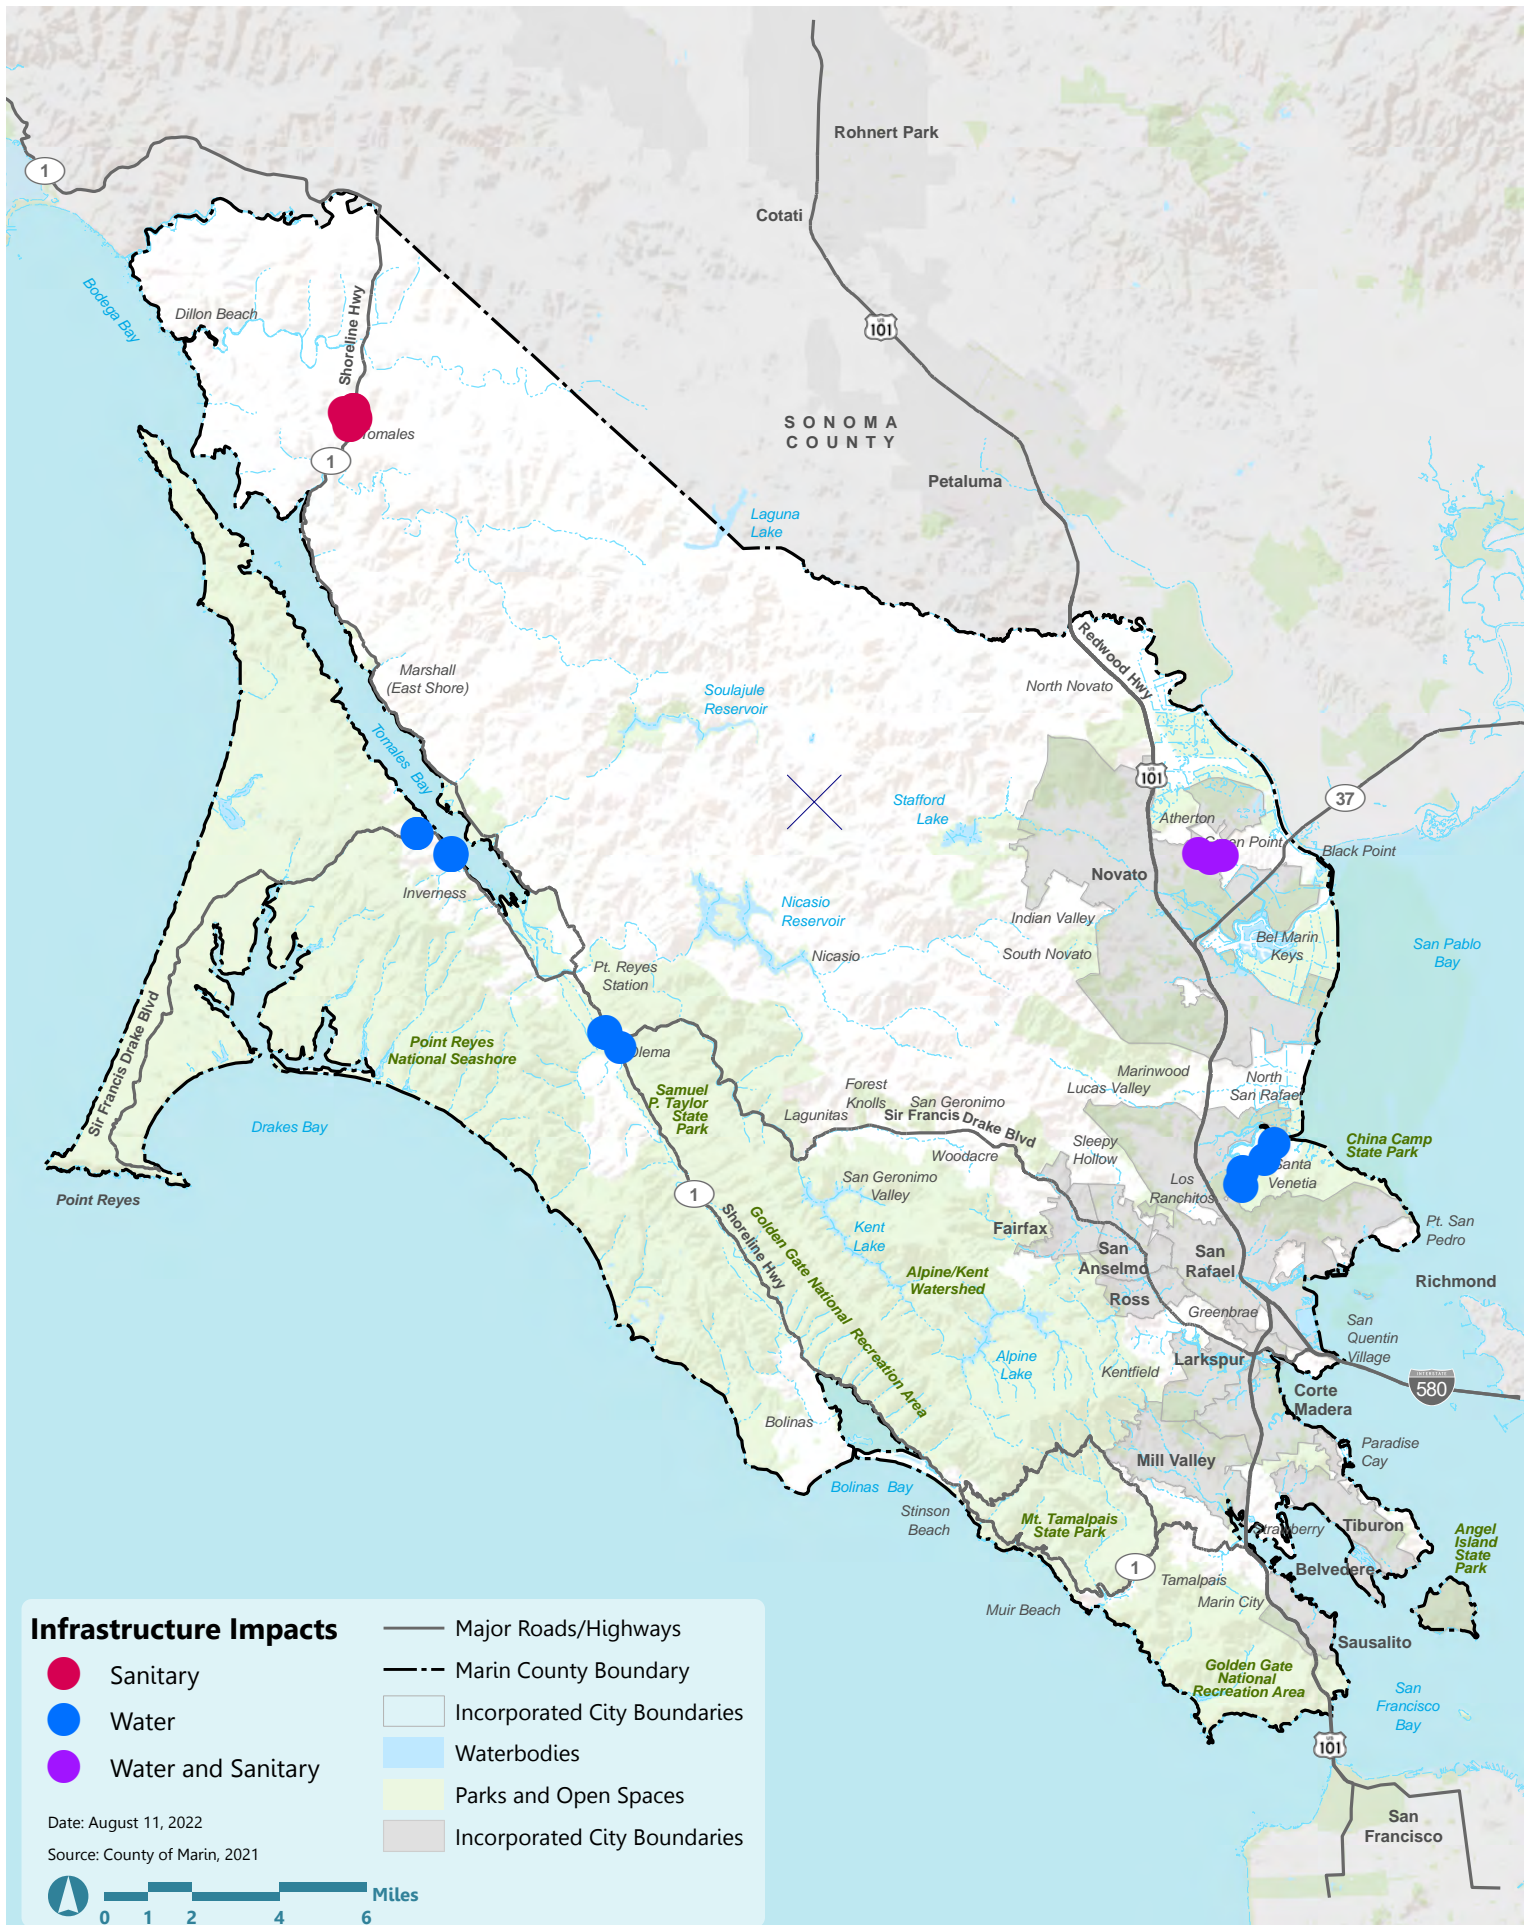 Rohnert Park
1
Cotati
Bodega Bay
Dillon Beach
Shoreline Hwy
US
101
SONOMA
COUNTY
Tomales
1
Petaluma
Laguna
Lake
Redwood Hwy
Marshall
(East Shore)
Soulajule
Reservoir
North Novato
Tomales Bay
US
101
37
Stafford
Lake
Atherton
Green Point
Black Point
Novato
Inverness
Nicasio
Reservoir
Indian Valley
Bel Marin
Keys
San Pablo
Bay
Nicasio
South Novato
Pt. Reyes
Station
Sir Francis Drake Blvd
Point Reyes
National Seashore
Olema
Marinwood
Lucas Valley
North
San Rafael
Samuel
P. Taylor
State
Park
Forest
Knolls
San Geronimo
Lagunitas
Sir Francis Drake Blvd
Drakes Bay
Sleepy
Hollow
China Camp
State Park
Woodacre
Santa
Venetia
San Geronimo
Valley
Los
Ranchitos
Point Reyes
1
Shoreline Hwy
Golden Gate National Recreation Area
Kent
Lake
Fairfax
San
Anselmo
San
Rafael
Pt. San
Pedro
Alpine/Kent
Watershed
Richmond
Ross
Greenbrae
San
Quentin
Village
Alpine
Lake
Larkspur
Kentfield
INTERSTATE
580
Corte
Madera
Bolinas
Paradise
Cay
Mill Valley
Bolinas Bay
Stinson
Beach
Mt. Tamalpais
State Park
Strawberry
Tiburon
Angel
Island
State
Park
1
Belvedere
Tamalpais
Marin City
Muir Beach
Sausalito
Golden Gate
National
Recreation Area
San
Francisco
Bay
US
101
San
Francisco
Infrastructure Impacts
Sanitary
Water
Water and Sanitary
Major Roads/Highways
Marin County Boundary
Incorporated City Boundaries
Waterbodies
Parks and Open Spaces
Incorporated City Boundaries
Date: August 11, 2022
Source: County of Marin, 2021
Miles
0 1 2 4 6